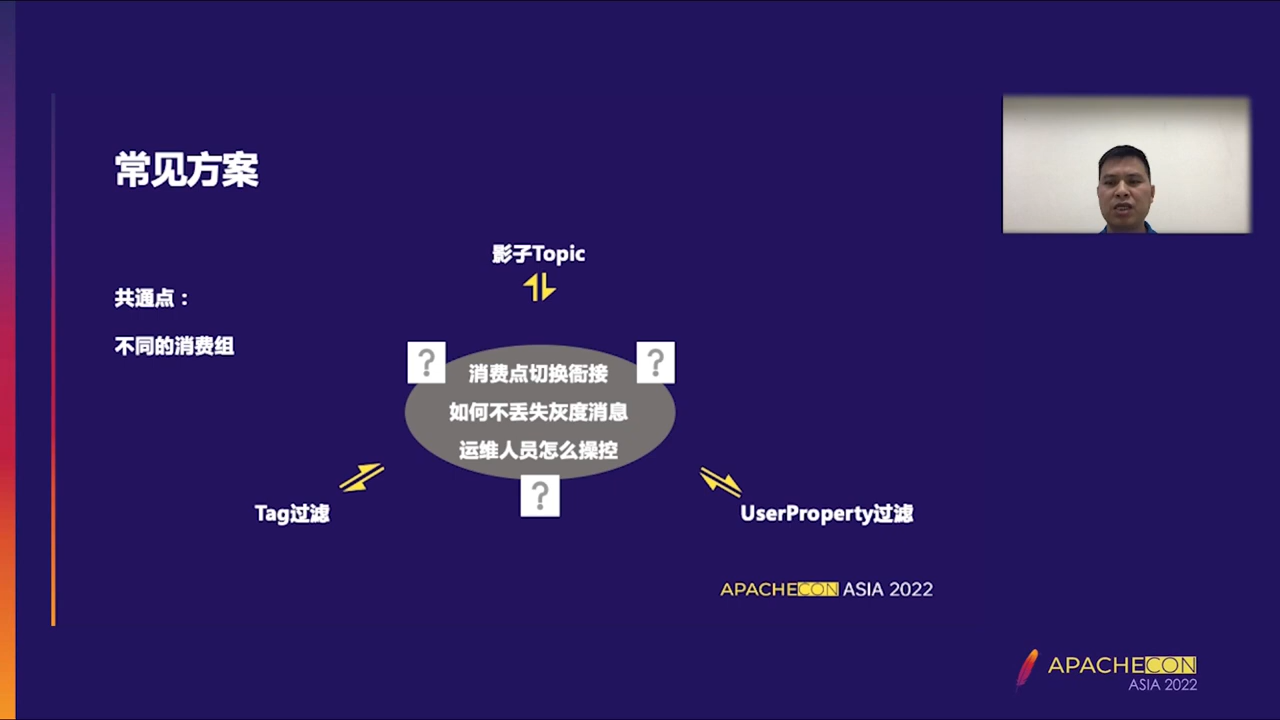 常见方案
影子Topic
共通点：
不同的消费组
?
?
消费点切换衔接
如何不丢失灰度消息
运维人员怎么操控
?
Tag过滤
UserProperty过滤
APACHECON ASIA 2022
APACHECON
ASIA 2022